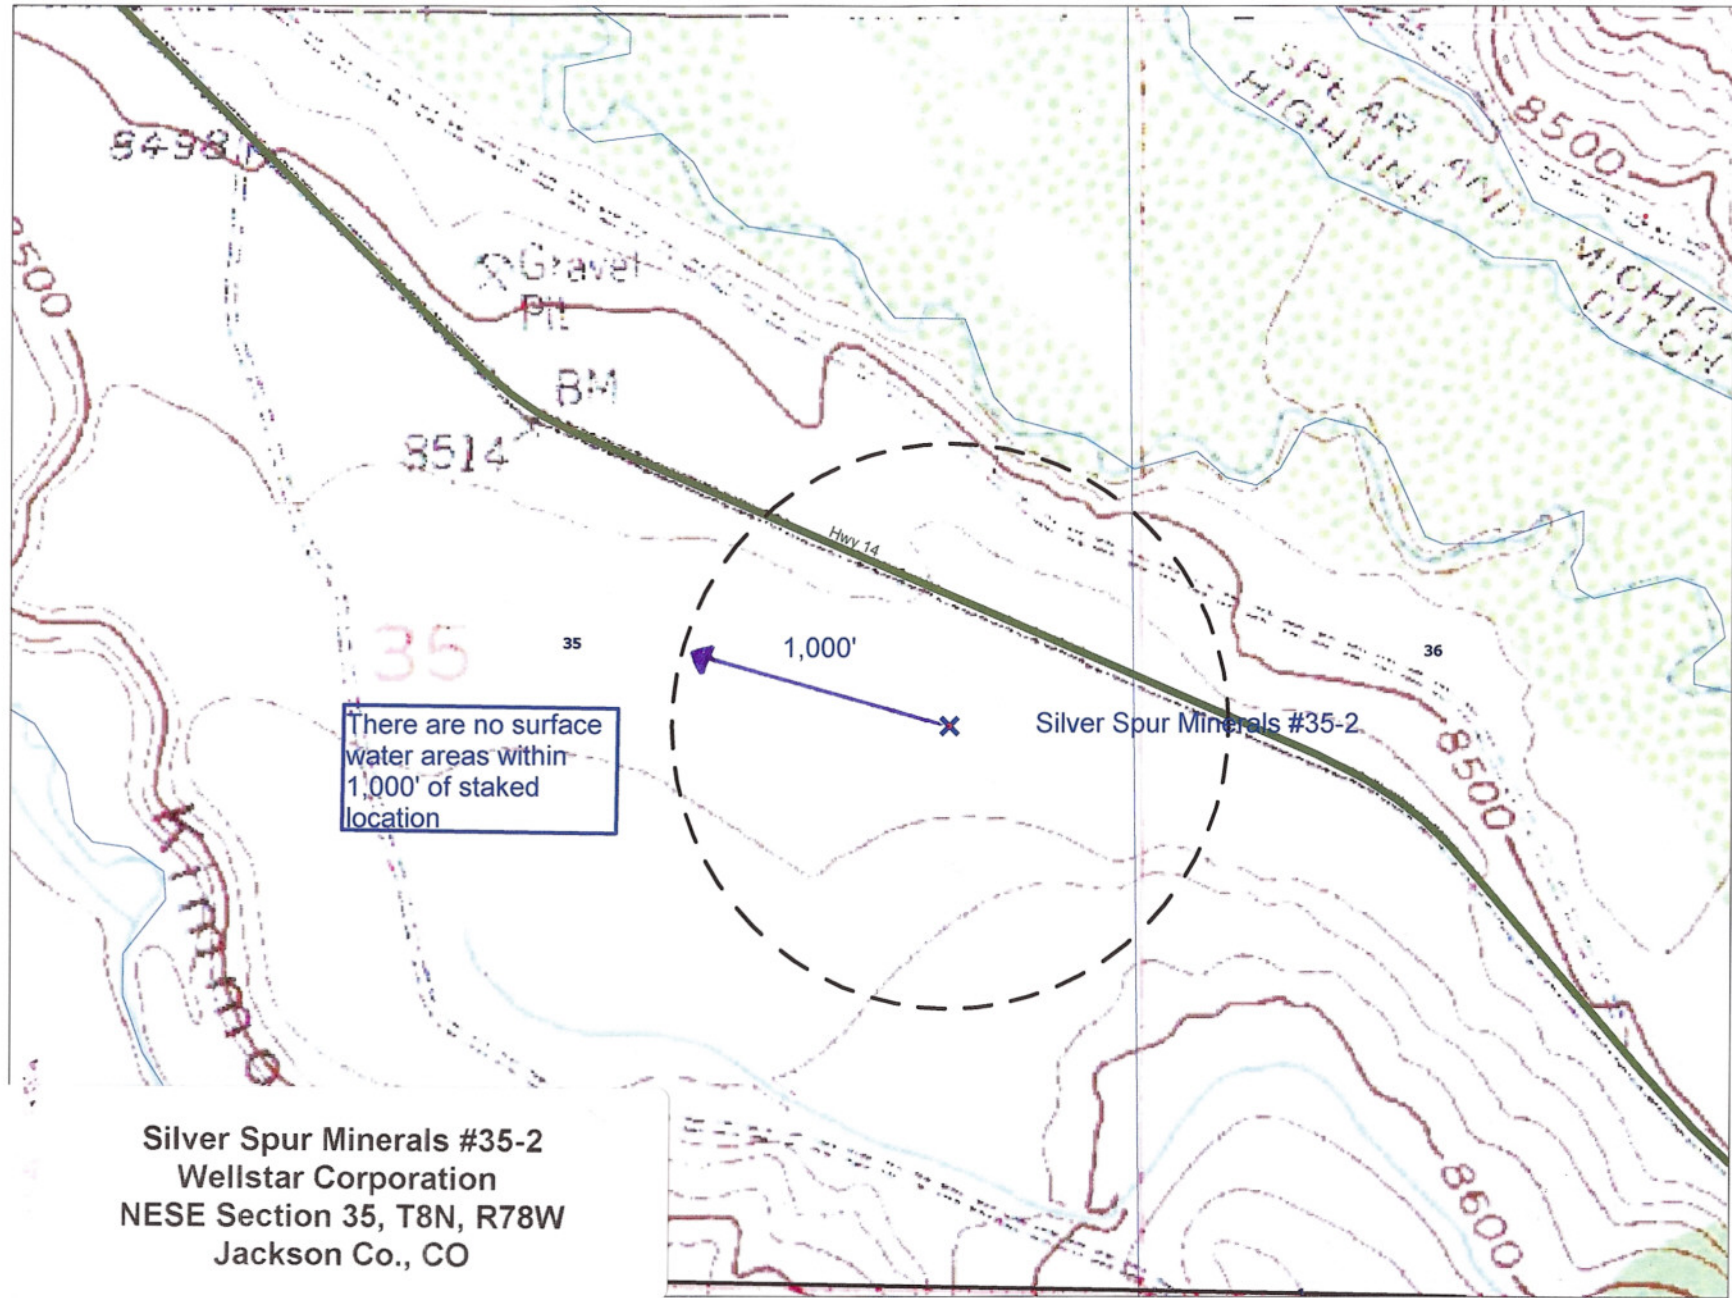 SPEAR AND
HIGHLINE
MICHIG
DITCH
8500
8498
8500
Gravel
Pit
BM
8514
Hwy 14
35
35
1,000'
36
There are no surface
water areas within
1,000' of staked
location
Silver Spur Minerals #35-2
8500
8600
Silver Spur Minerals #35-2
Wellstar Corporation
NESE Section 35, T8N, R78W
Jackson Co., CO